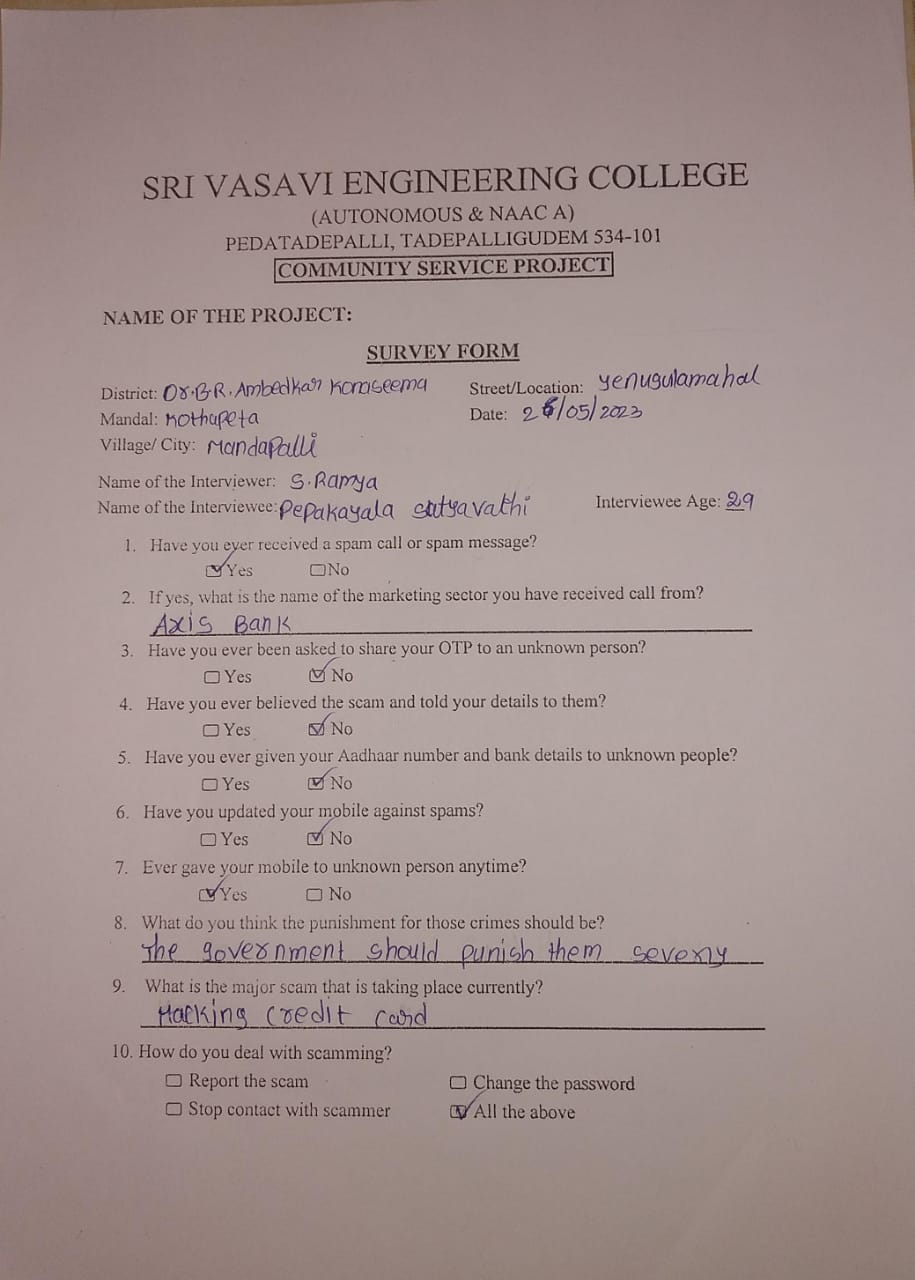 SRI VASAVI ENGINEERING COLLEGE
(AUTONOMOUS & NAAC A)
PEDATADEPALLI, TADEPALLIGUDEM 534-101
COMMUNITY SERVICE PROJECT
NAME OF THE PROJECT:
SURVEY FORM
District: Dr.B.R.Ambedkar Konaseema Street/Location: yenugulamahal
Mandal: Kothapeta Date: 26/05/2023
Village/ City: Mandapalli
Name of the Interviewer: S.Ramya
Name of the Interviewee: Pepakayala satyavathi Interviewee Age: 29
1. Have you ever received a spam call or spam message?
☑Yes ☐No
2. If yes, what is the name of the marketing sector you have received call from?
Axis Bank
3. Have you ever been asked to share your OTP to an unknown person?
☐ Yes ☑ No
4. Have you ever believed the scam and told your details to them?
☐ Yes ☑ No
5. Have you ever given your Aadhaar number and bank details to unknown people?
☐ Yes ☑ No
6. Have you updated your mobile against spams?
☐ Yes ☑ No
7. Ever gave your mobile to unknown person anytime?
☑ Yes ☐ No
8. What do you think the punishment for those crimes should be?
The government should punish them severly
9. What is the major scam that is taking place currently?
Hacking credit card
10. How do you deal with scamming?
☐ Report the scam ☐ Change the password
☐ Stop contact with scammer ☑ All the above